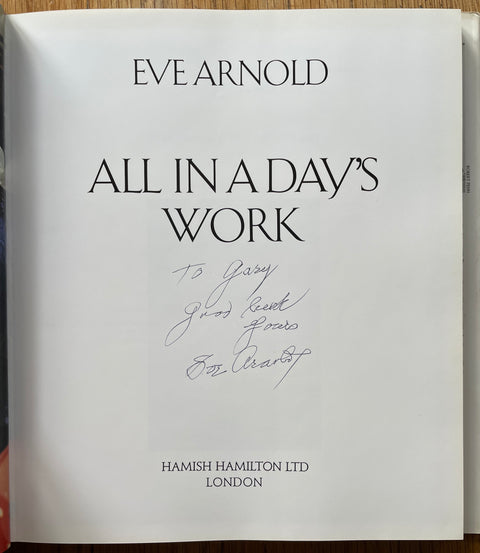 EVE ARNOLD
ALL IN A DAY'S
WORK
To Gary
good luck
Yours
Eve Arnold
HAMISH HAMILTON LTD
LONDON